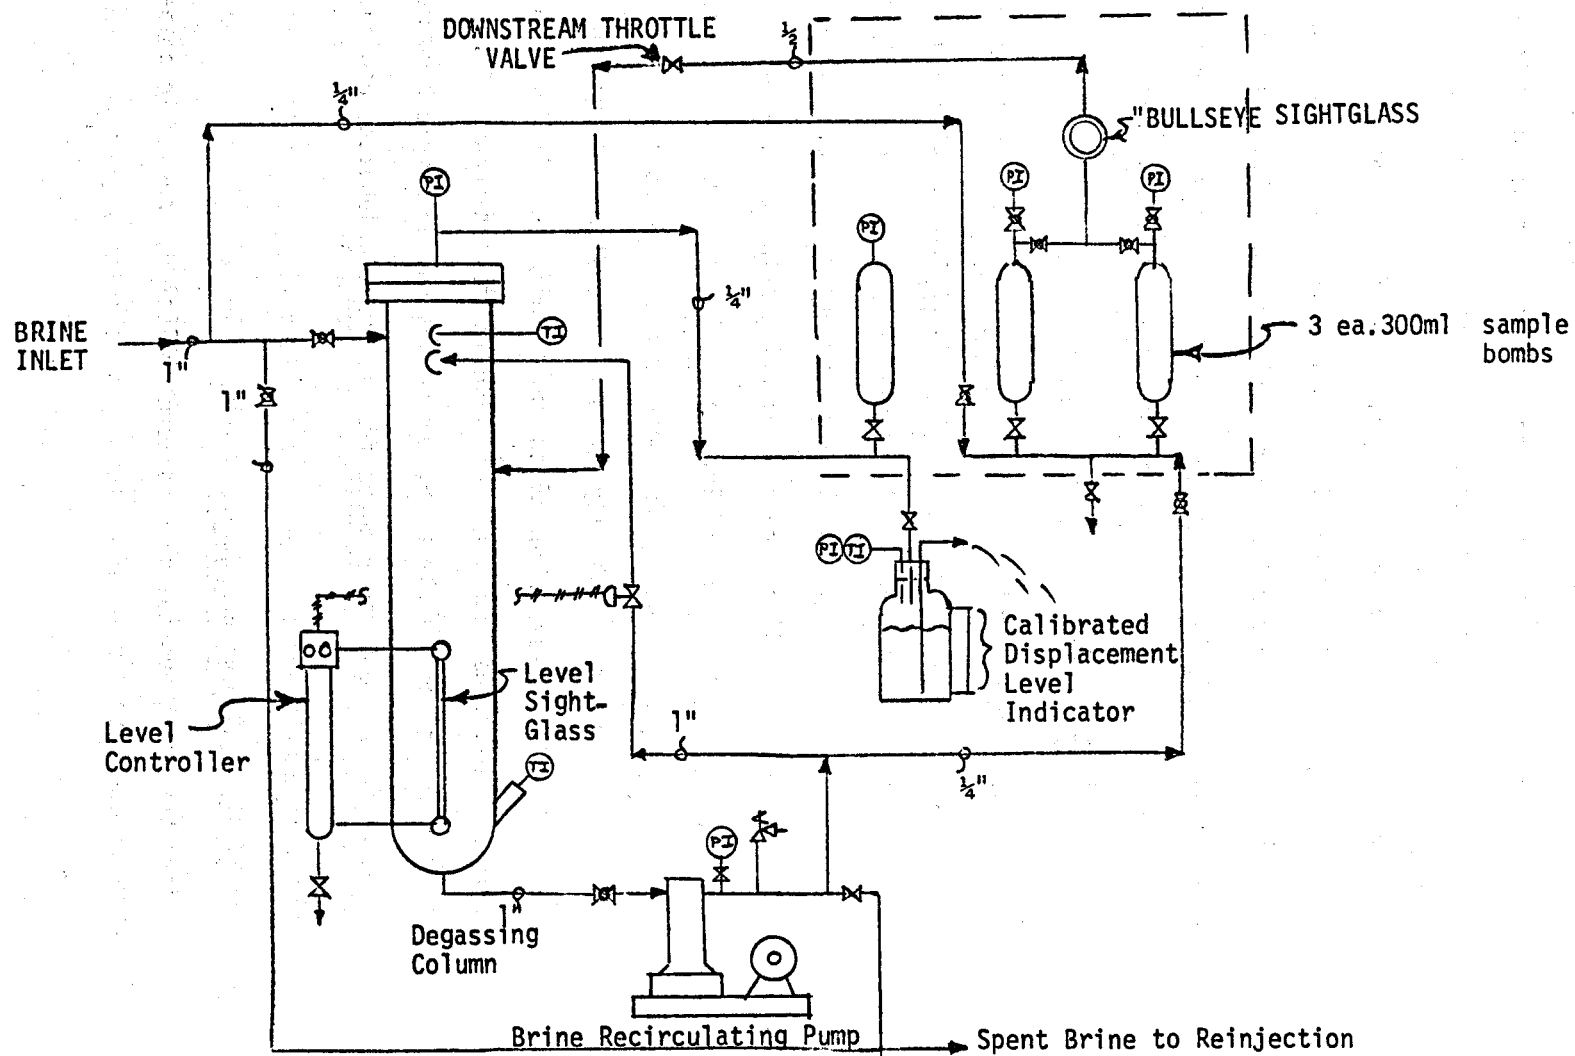 DOWNSTREAM THROTTLE
VALVE
1/2
1/4"
"BULLSEYE SIGHTGLASS
PI
PI
PI
PI
1/4"
BRINE
INLET
1"
TI
3 ea.300ml sample
bombs
1"
PI TI
Calibrated
Displacement
Level
Indicator
Level
Sight-
Glass
Level
Controller
1"
1/4"
TI
PI
1"
Degassing
Column
Brine Recirculating Pump
Spent Brine to Reinjection